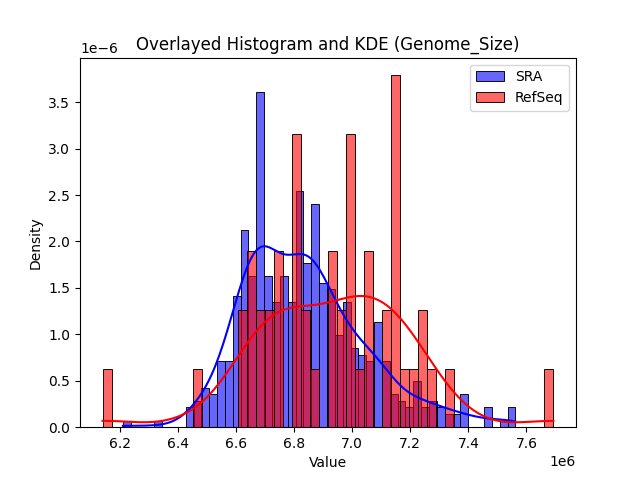 Overlayed Histogram and KDE (Genome_Size)
1e−6
SRA
RefSeq
3.5
3.0
2.5
2.0
1.5
1.0
0.5
0.0
Density
6.2 6.4 6.6 6.8 7.0 7.2 7.4 7.6
Value
1e6